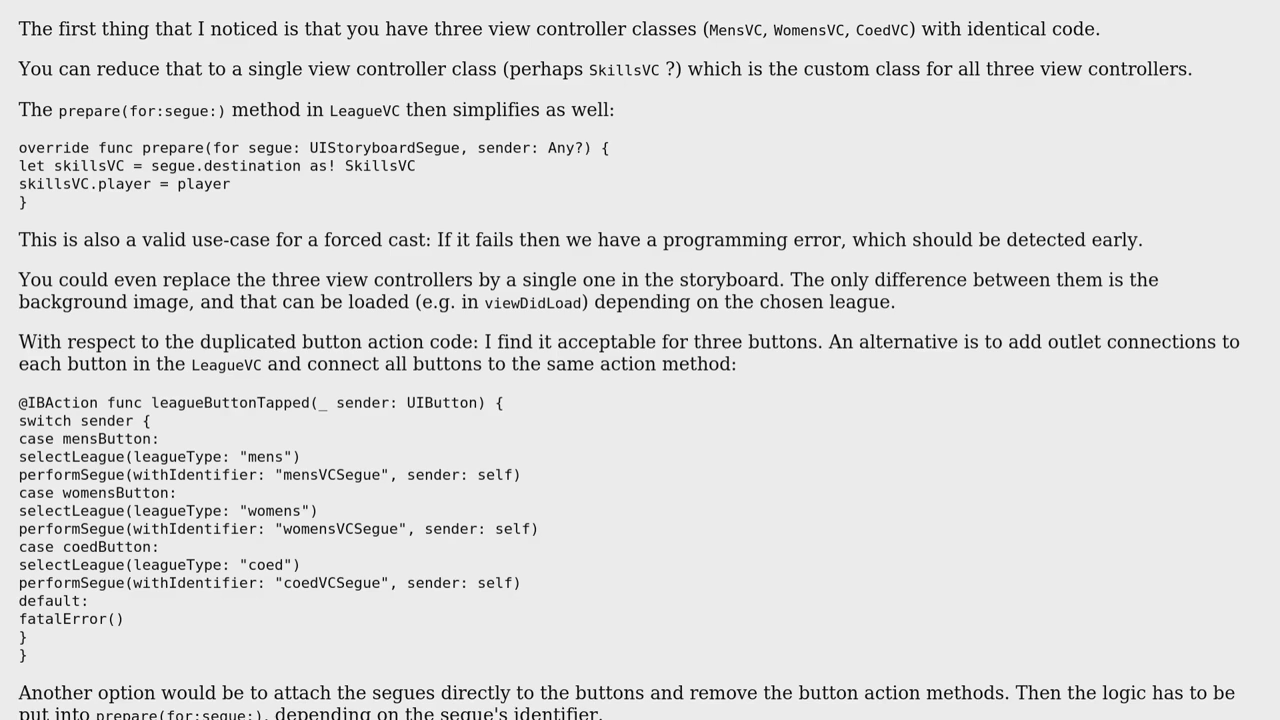 The first thing that I noticed is that you have three view controller classes (MensVC, WomensVC, CoedVC) with identical code.
You can reduce that to a single view controller class (perhaps SkillsVC ?) which is the custom class for all three view controllers.
The prepare(for:segue:) method in LeagueVC then simplifies as well:
override func prepare(for segue: UIStoryboardSegue, sender: Any?) {
let skillsVC = segue.destination as! SkillsVC
skillsVC.player = player
}
This is also a valid use-case for a forced cast: If it fails then we have a programming error, which should be detected early.
You could even replace the three view controllers by a single one in the storyboard. The only difference between them is the
background image, and that can be loaded (e.g. in viewDidLoad) depending on the chosen league.
With respect to the duplicated button action code: I find it acceptable for three buttons. An alternative is to add outlet connections to
each button in the LeagueVC and connect all buttons to the same action method:
@IBAction func leagueButtonTapped(_ sender: UIButton) {
switch sender {
case mensButton:
selectLeague(leagueType: "mens")
performSegue(withIdentifier: "mensVCSegue", sender: self)
case womensButton:
selectLeague(leagueType: "womens")
performSegue(withIdentifier: "womensVCSegue", sender: self)
case coedButton:
selectLeague(leagueType: "coed")
performSegue(withIdentifier: "coedVCSegue", sender: self)
default:
fatalError()
}
}
Another option would be to attach the segues directly to the buttons and remove the button action methods. Then the logic has to be
put into prepare(for:segue:), depending on the segue's identifier.